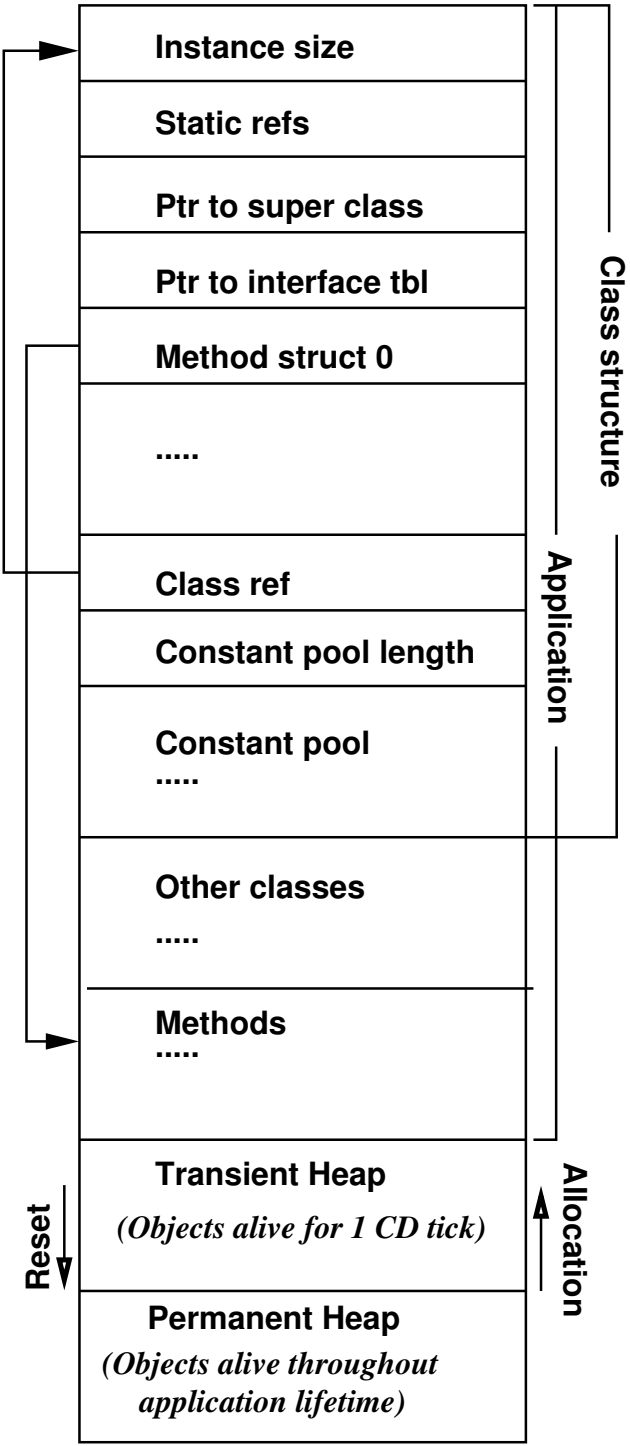 Instance size
Static refs
Ptr to super class
Ptr to interface tbl
Method struct 0
.....
Class ref
Constant pool length
Constant pool
.....
Other classes
.....
Methods
.....
Transient Heap
(Objects alive for 1 CD tick)
Permanent Heap
(Objects alive throughout
application lifetime)
Class structure
Application
Allocation
Reset